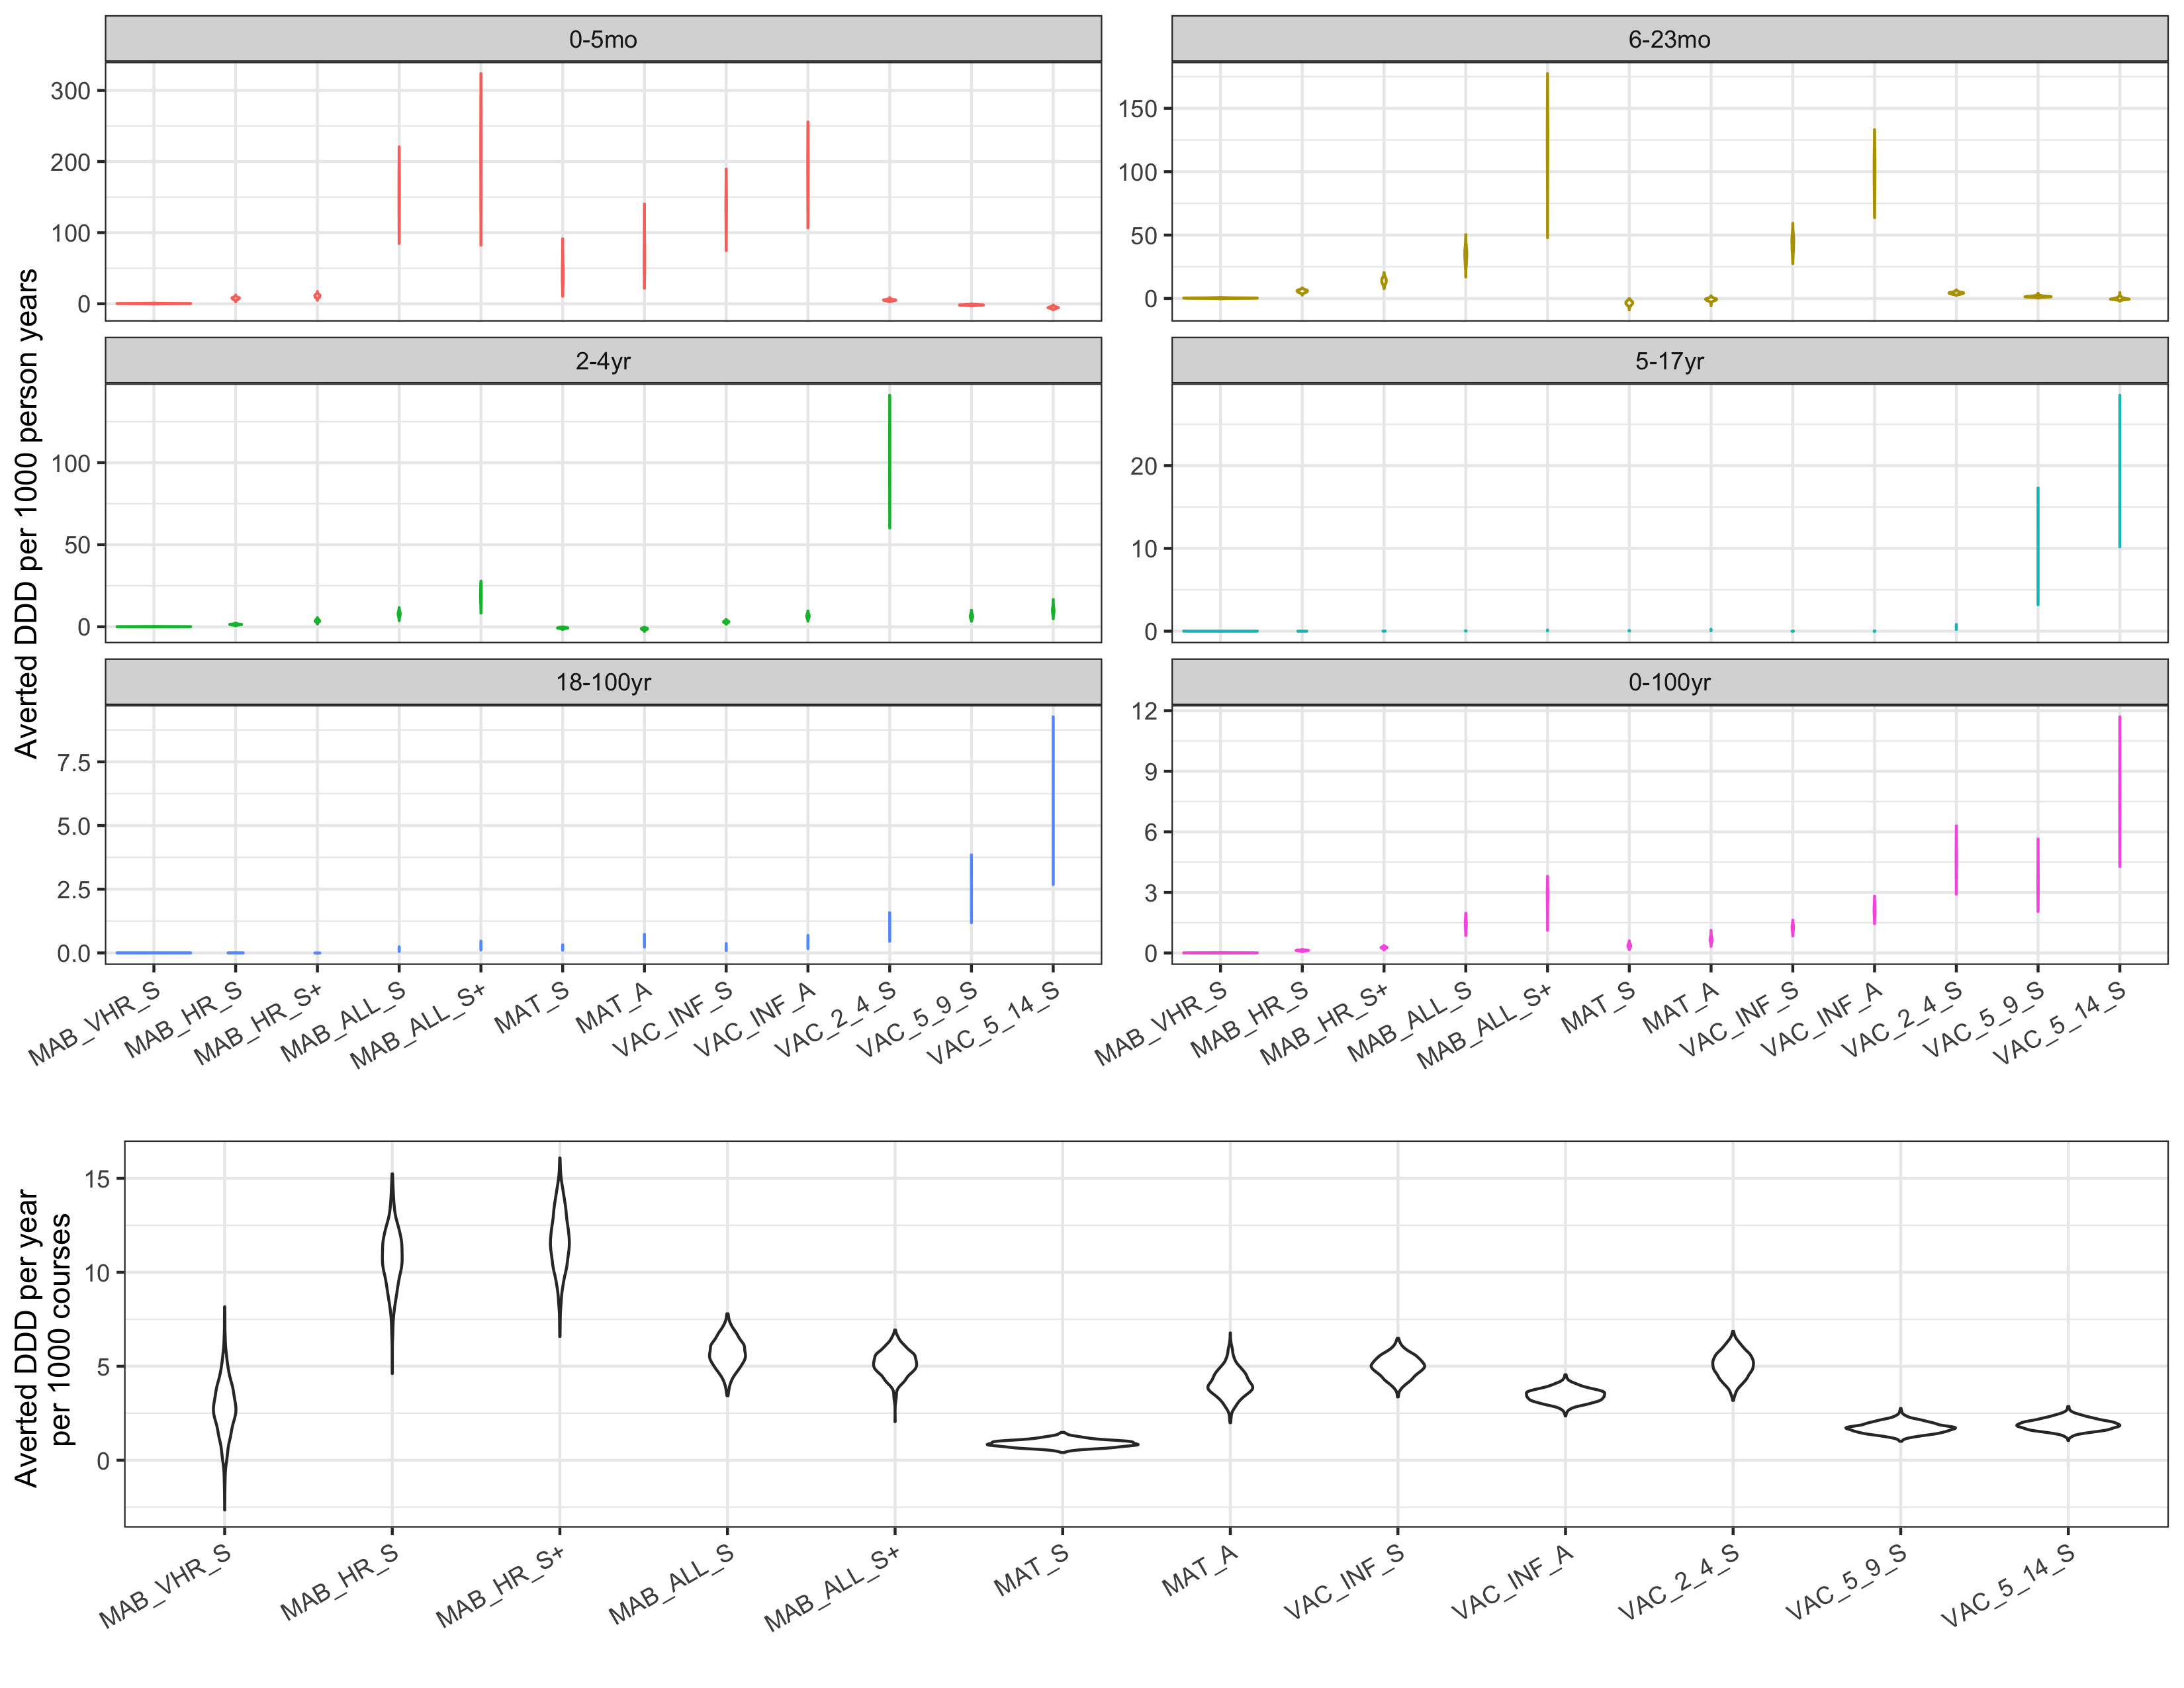 Averted DDD per 1000 person years
0-5mo
300
200
100
0
6-23mo
150
100
50
0
2-4yr
100
50
0
5-17yr
20
10
0
18-100yr
7.5
5.0
2.5
0.0
0-100yr
12
9
6
3
0
MAB_VHR_S
MAB_HR_S
MAB_HR_S+
MAB_ALL_S
MAB_ALL_S+
MAT_S
MAT_A
VAC_INF_S
VAC_INF_A
VAC_2_4_S
VAC_5_9_S
VAC_5_14_S
MAB_VHR_S
MAB_HR_S
MAB_HR_S+
MAB_ALL_S
MAB_ALL_S+
MAT_S
MAT_A
VAC_INF_S
VAC_INF_A
VAC_2_4_S
VAC_5_9_S
VAC_5_14_S
Averted DDD per year
per 1000 courses
15
10
5
0
MAB_VHR_S
MAB_HR_S
MAB_HR_S+
MAB_ALL_S
MAB_ALL_S+
MAT_S
MAT_A
VAC_INF_S
VAC_INF_A
VAC_2_4_S
VAC_5_9_S
VAC_5_14_S